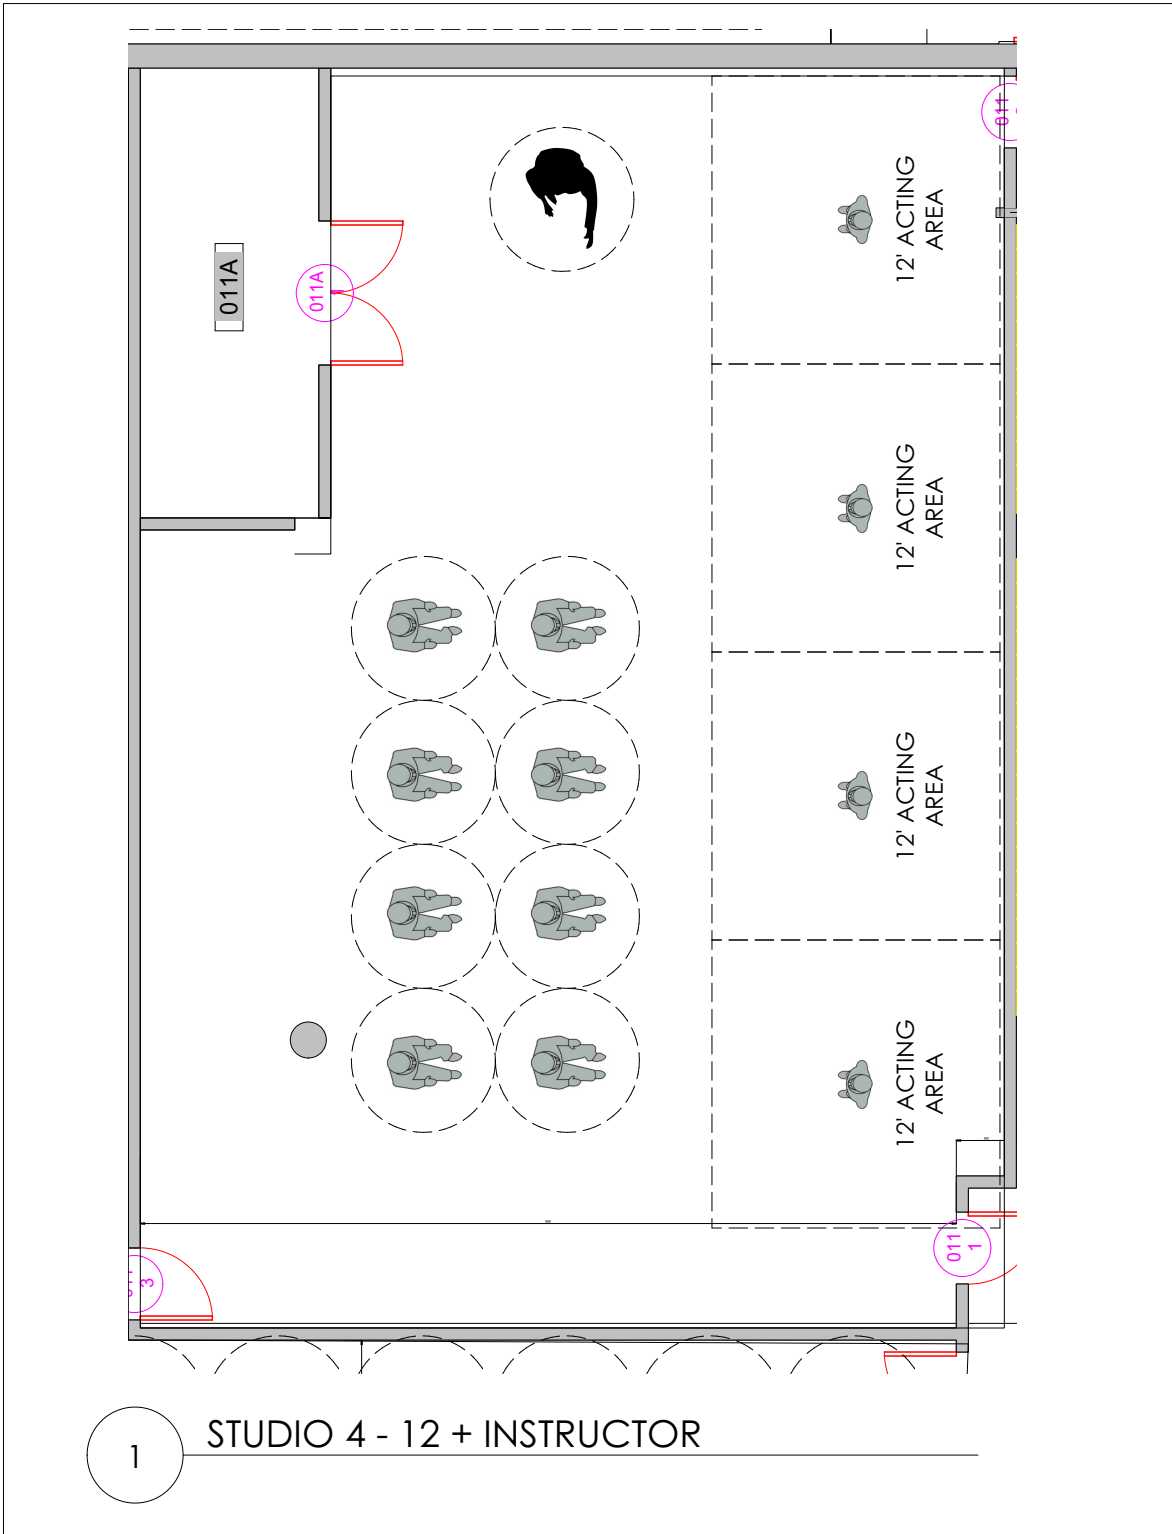 011
12' ACTING
AREA
011A
011A
12' ACTING
AREA
12' ACTING
AREA
12' ACTING
AREA
011
1
3
1
STUDIO 4 - 12 + INSTRUCTOR